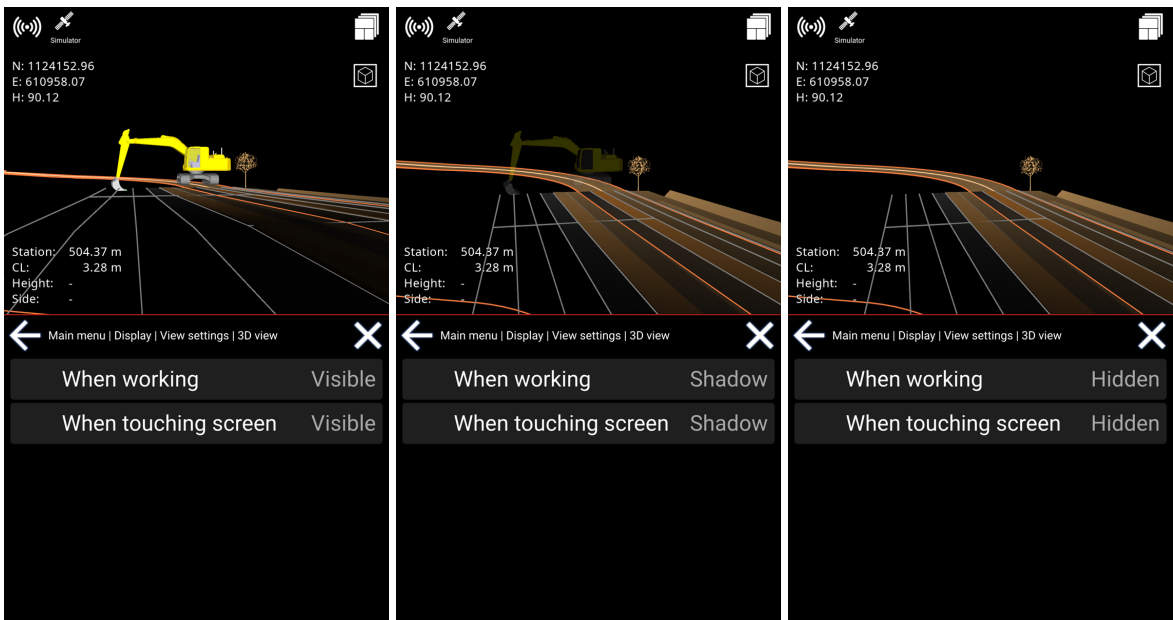 Simulator
N: 1124152.96
E: 610958.07
H: 90.12
Station: 504.37 m
CL: 3.28 m
Height: -
Side: -
Main menu | Display | View settings | 3D view
When working Visible
When touching screen Visible
Simulator
N: 1124152.96
E: 610958.07
H: 90.12
Station: 504.37 m
CL: 3.28 m
Height: -
Side: -
Main menu | Display | View settings | 3D view
When working Shadow
When touching screen Shadow
Simulator
N: 1124152.96
E: 610958.07
H: 90.12
Station: 504.37 m
CL: 3.28 m
Height: -
Side: -
Main menu | Display | View settings | 3D view
When working Hidden
When touching screen Hidden